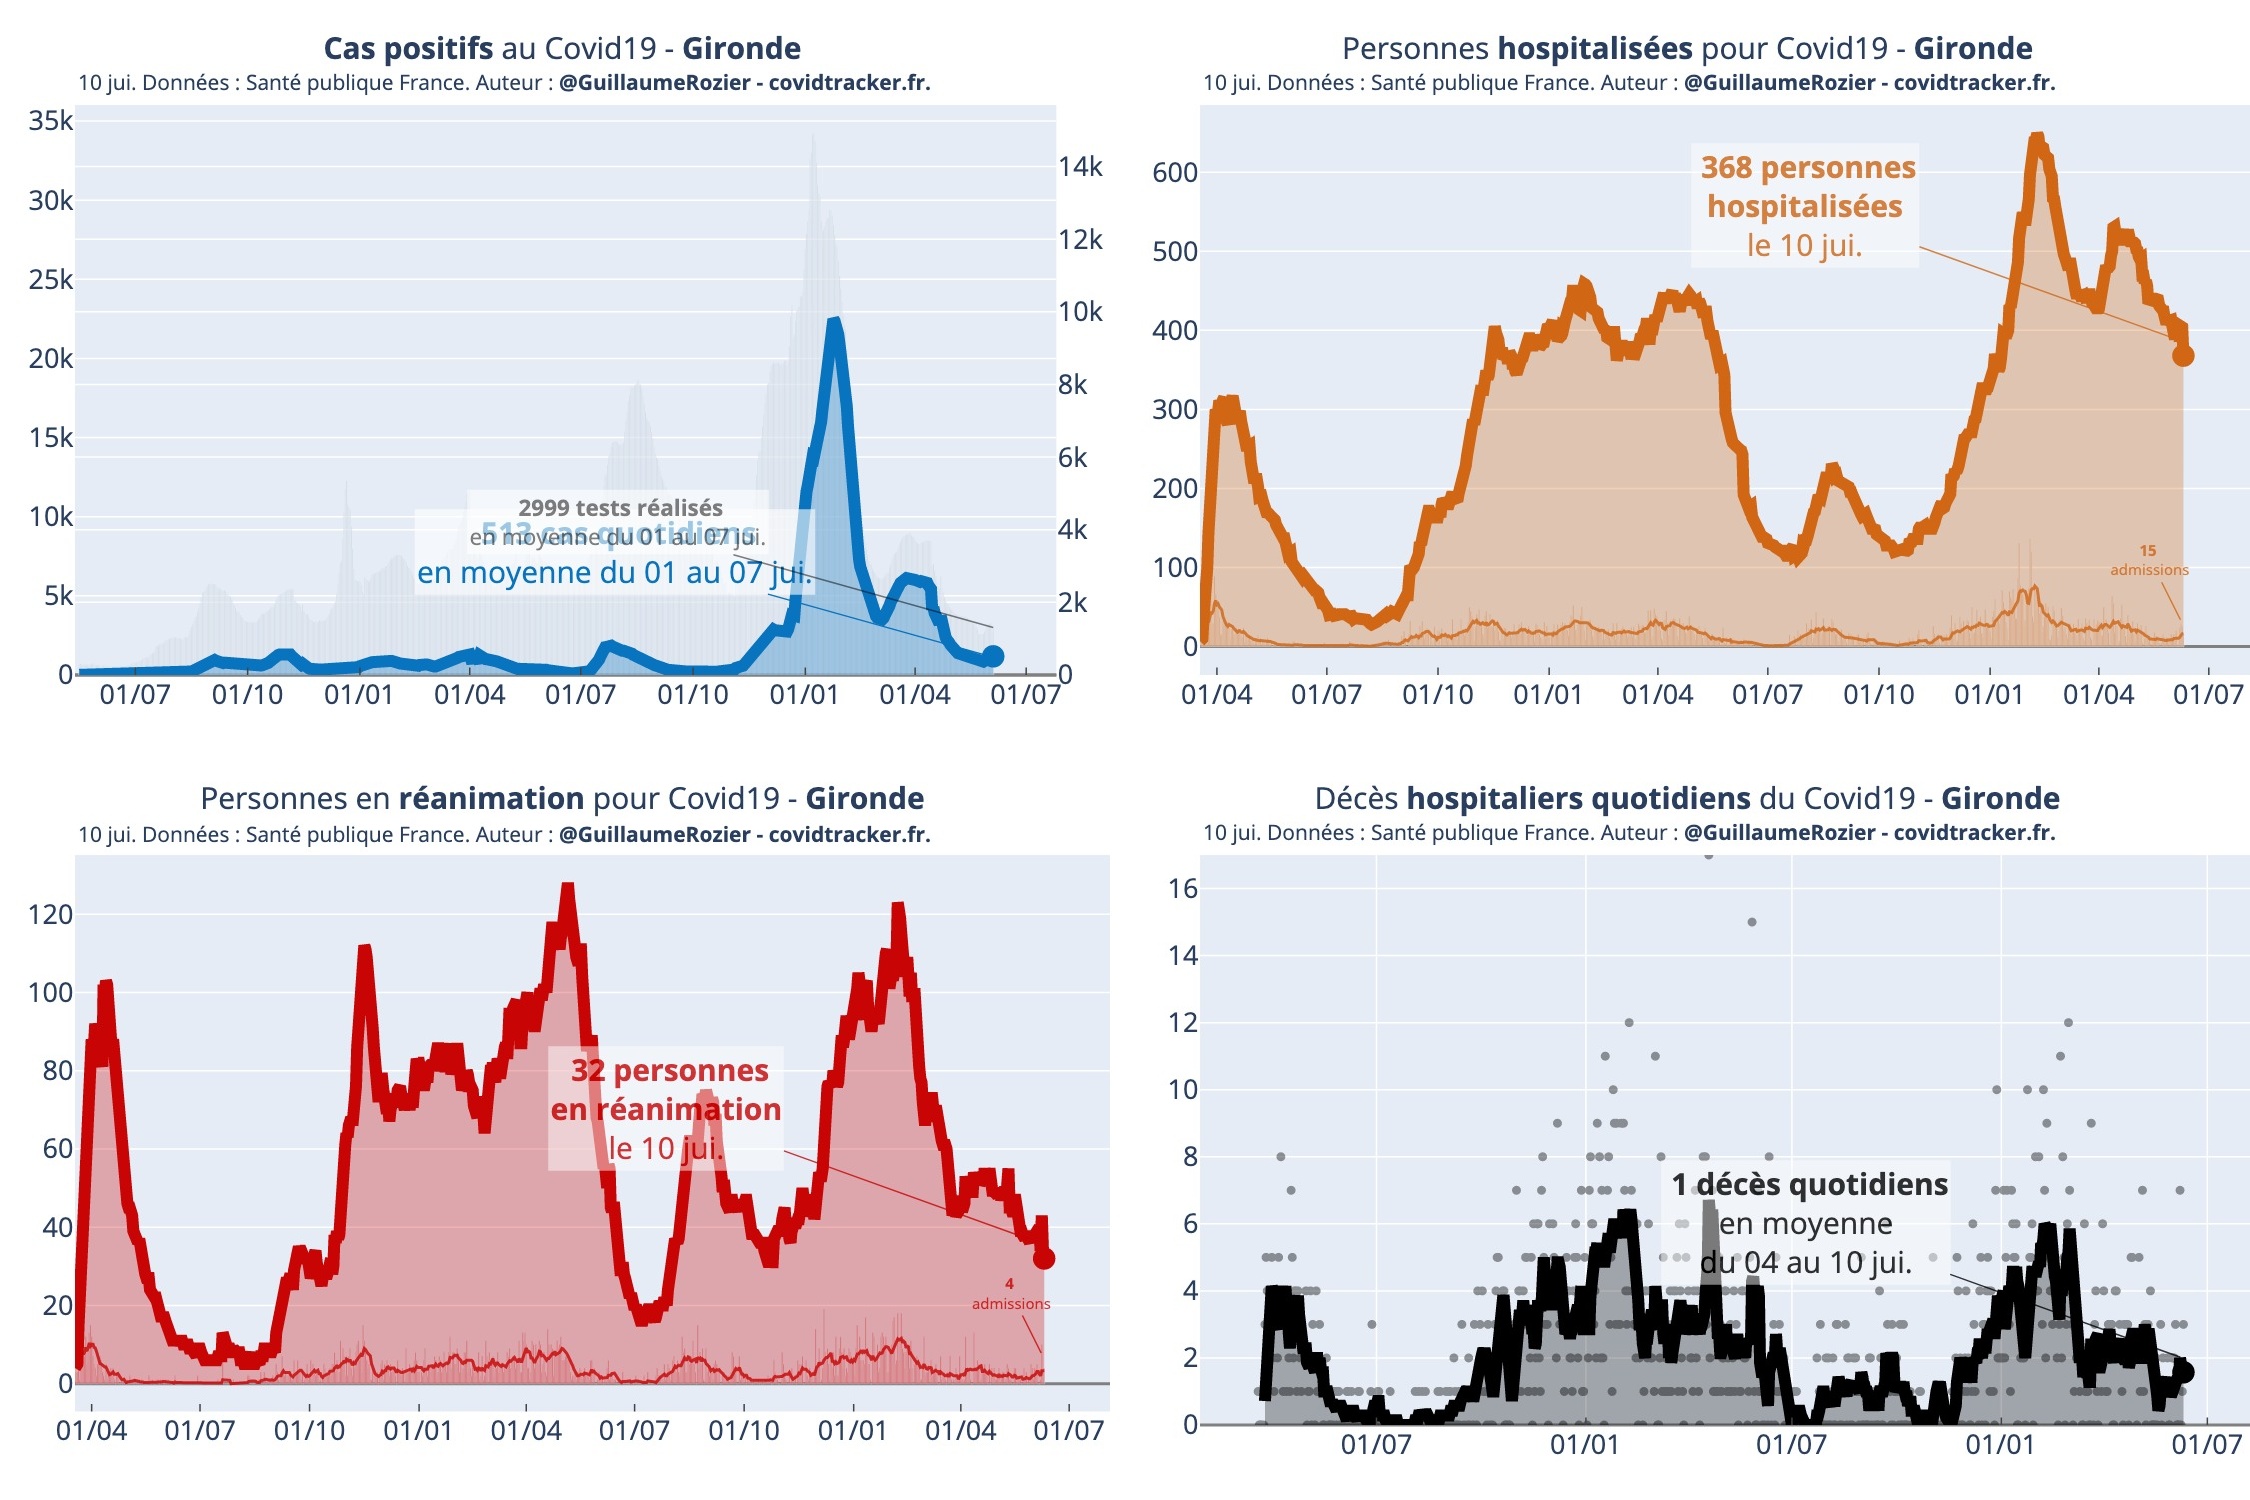 Cas positifs au Covid19 - Gironde
10 jui. Données : Santé publique France. Auteur : @GuillaumeRozier - covidtracker.fr.
35k
30k
25k
20k
15k
10k
5k
0
14k
12k
10k
8k
6k
4k
2k
0
2999 tests réalisés
en moyenne du 01 au 07 jui.
513 cas quotidiens
en moyenne du 01 au 07 jui.
01/07 01/10 01/01 01/04 01/07 01/10 01/01 01/04 01/07
Personnes hospitalisées pour Covid19 - Gironde
10 jui. Données : Santé publique France. Auteur : @GuillaumeRozier - covidtracker.fr.
600
500
400
300
200
100
0
368 personnes
hospitalisées
le 10 jui.
15
admissions
01/04 01/07 01/10 01/01 01/04 01/07 01/10 01/01 01/04 01/07
Personnes en réanimation pour Covid19 - Gironde
10 jui. Données : Santé publique France. Auteur : @GuillaumeRozier - covidtracker.fr.
120
100
80
60
40
20
0
32 personnes
en réanimation
le 10 jui.
4
admissions
01/04 01/07 01/10 01/01 01/04 01/07 01/10 01/01 01/04 01/07
Décès hospitaliers quotidiens du Covid19 - Gironde
10 jui. Données : Santé publique France. Auteur : @GuillaumeRozier - covidtracker.fr.
16
14
12
10
8
6
4
2
0
1 décès quotidiens
en moyenne
du 04 au 10 jui.
01/07 01/01 01/07 01/01 01/07